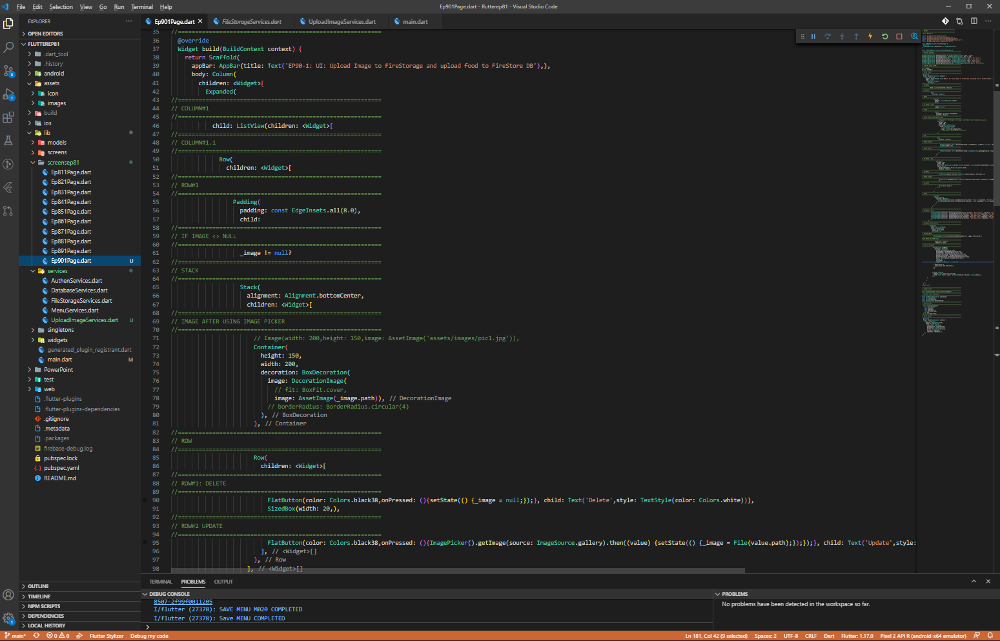 File Edit Selection View Go Run Terminal Help
Ep901Page.dart - flutterep81 - Visual Studio Code
EXPLORER
OPEN EDITORS
FLUTTEREP81
.dart_tool
.history
android
assets
icon
images
build
ios
lib
models
screens
screensep81
Ep811Page.dart
Ep821Page.dart
Ep831Page.dart
Ep841Page.dart
Ep851Page.dart
Ep861Page.dart
Ep871Page.dart
Ep881Page.dart
Ep891Page.dart
Ep901Page.dart U
services
AuthenServices.dart
DatabaseServices.dart
FileStorageServices.dart
MenuServices.dart
UploadImageServices.dart U
singletons
widgets
generated_plugin_registrant.dart
main.dart M
PowerPoint
test
web
.flutter-plugins
.flutter-plugins-dependencies
.gitignore
.metadata
.packages
firebase-debug.log
pubspec.lock
pubspec.yaml
README.md
OUTLINE
TIMELINE
NPM SCRIPTS
DEPENDENCIES
LOCAL HISTORY
Ep901Page.dart FileStorageServices.dart UploadImageServices.dart main.dart
35 //===========================================================
36 @override
37 Widget build(BuildContext context) {
38 return Scaffold(
39 appBar: AppBar(title: Text('EP90-1: UI: Upload Image to FireStorage and upload food to FireStore DB'),),
40 body: Column(
41 children: <Widget>[
42 Expanded(
43 //===========================================================
44 // COLUMN#1
45 //===========================================================
46 child: ListView(children: <Widget>[
47 //===========================================================
48 // COLUMN#1.1
49 //===========================================================
50 Row(
51 children: <Widget>[
52 //===========================================================
53 // ROW#1
54 //===========================================================
55 Padding(
56 padding: const EdgeInsets.all(8.0),
57 child:
58 //===========================================================
59 // IF IMAGE <> NULL
60 //===========================================================
61 _image != null?
62 //===========================================================
63 // STACK
64 //===========================================================
65 Stack(
66 alignment: Alignment.bottomCenter,
67 children: <Widget>[
68 //===========================================================
69 // IMAGE AFTER USING IMAGE PICKER
70 //===========================================================
71 // Image(width: 200,height: 150,image: AssetImage('assets/images/pic1.jpg')),
72 Container(
73 height: 150,
74 width: 200,
75 decoration: BoxDecoration(
76 image: DecorationImage(
77 // fit: BoxFit.cover,
78 image: AssetImage(_image.path)), // DecorationImage
79 // borderRadius: BorderRadius.circular(4)
80 ), // BoxDecoration
81 ), // Container
82 //===========================================================
83 // ROW
84 //===========================================================
85 Row(
86 children: <Widget>[
87 //===========================================================
88 // ROW#1: DELETE
89 //===========================================================
90 FlatButton(color: Colors.black38,onPressed: (){setState(() {_image = null;});}, child: Text('Delete',style: TextStyle(color: Colors.white))),
91 SizedBox(width: 20,),
92 //===========================================================
93 // ROW#2 UPDATE
94 //===========================================================
95 FlatButton(color: Colors.black38,onPressed: (){ImagePicker().getImage(source: ImageSource.gallery).then((value) {setState(() {_image = File(value.path);});});}, child: Text('Update',style:
96 ], // <Widget>[]
97 ), // Row
98 ], // <Widget>[]
TERMINAL PROBLEMS OUTPUT
DEBUG CONSOLE
8507-2f99f0011205
I/flutter (27378): SAVE MENU M020 COMPLETED
I/flutter (27378): Save MENU COMPLETED
PROBLEMS
No problems have been detected in the workspace so far.
main* 0 0 Flutter Stylizer Debug my code Ln 181, Col 42 (9 selected) Spaces: 2 UTF-8 CRLF Dart Flutter: 1.17.0 Pixel 2 API R (android-x64 emulator)